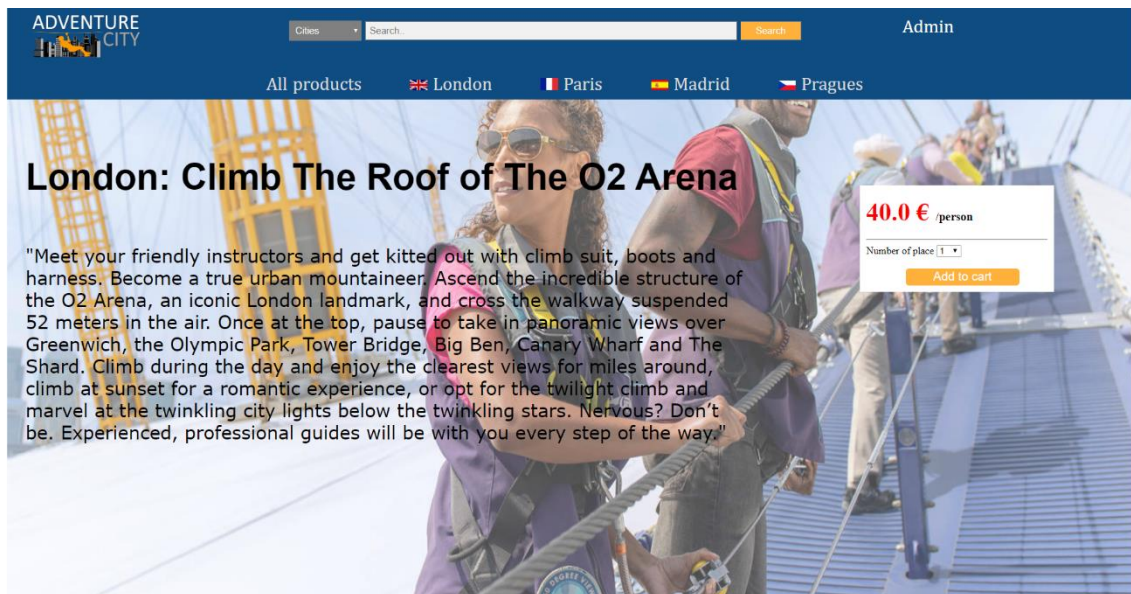 ADVENTURE
CITY
Cities
Search..
Search
Admin
All products
London
Paris
Madrid
Pragues
London: Climb The Roof of The O2 Arena
40.0 € /person
Number of place 1
Add to cart
"Meet your friendly instructors and get kitted out with climb suit, boots and
harness. Become a true urban mountaineer. Ascend the incredible structure of
the O2 Arena, an iconic London landmark, and cross the walkway suspended
52 meters in the air. Once at the top, pause to take in panoramic views over
Greenwich, the Olympic Park, Tower Bridge, Big Ben, Canary Wharf and The
Shard. Climb during the day and enjoy the clearest views for miles around,
climb at sunset for a romantic experience, or opt for the twilight climb and
marvel at the twinkling city lights below the twinkling stars. Nervous? Don't
be. Experienced, professional guides will be with you every step of the way."